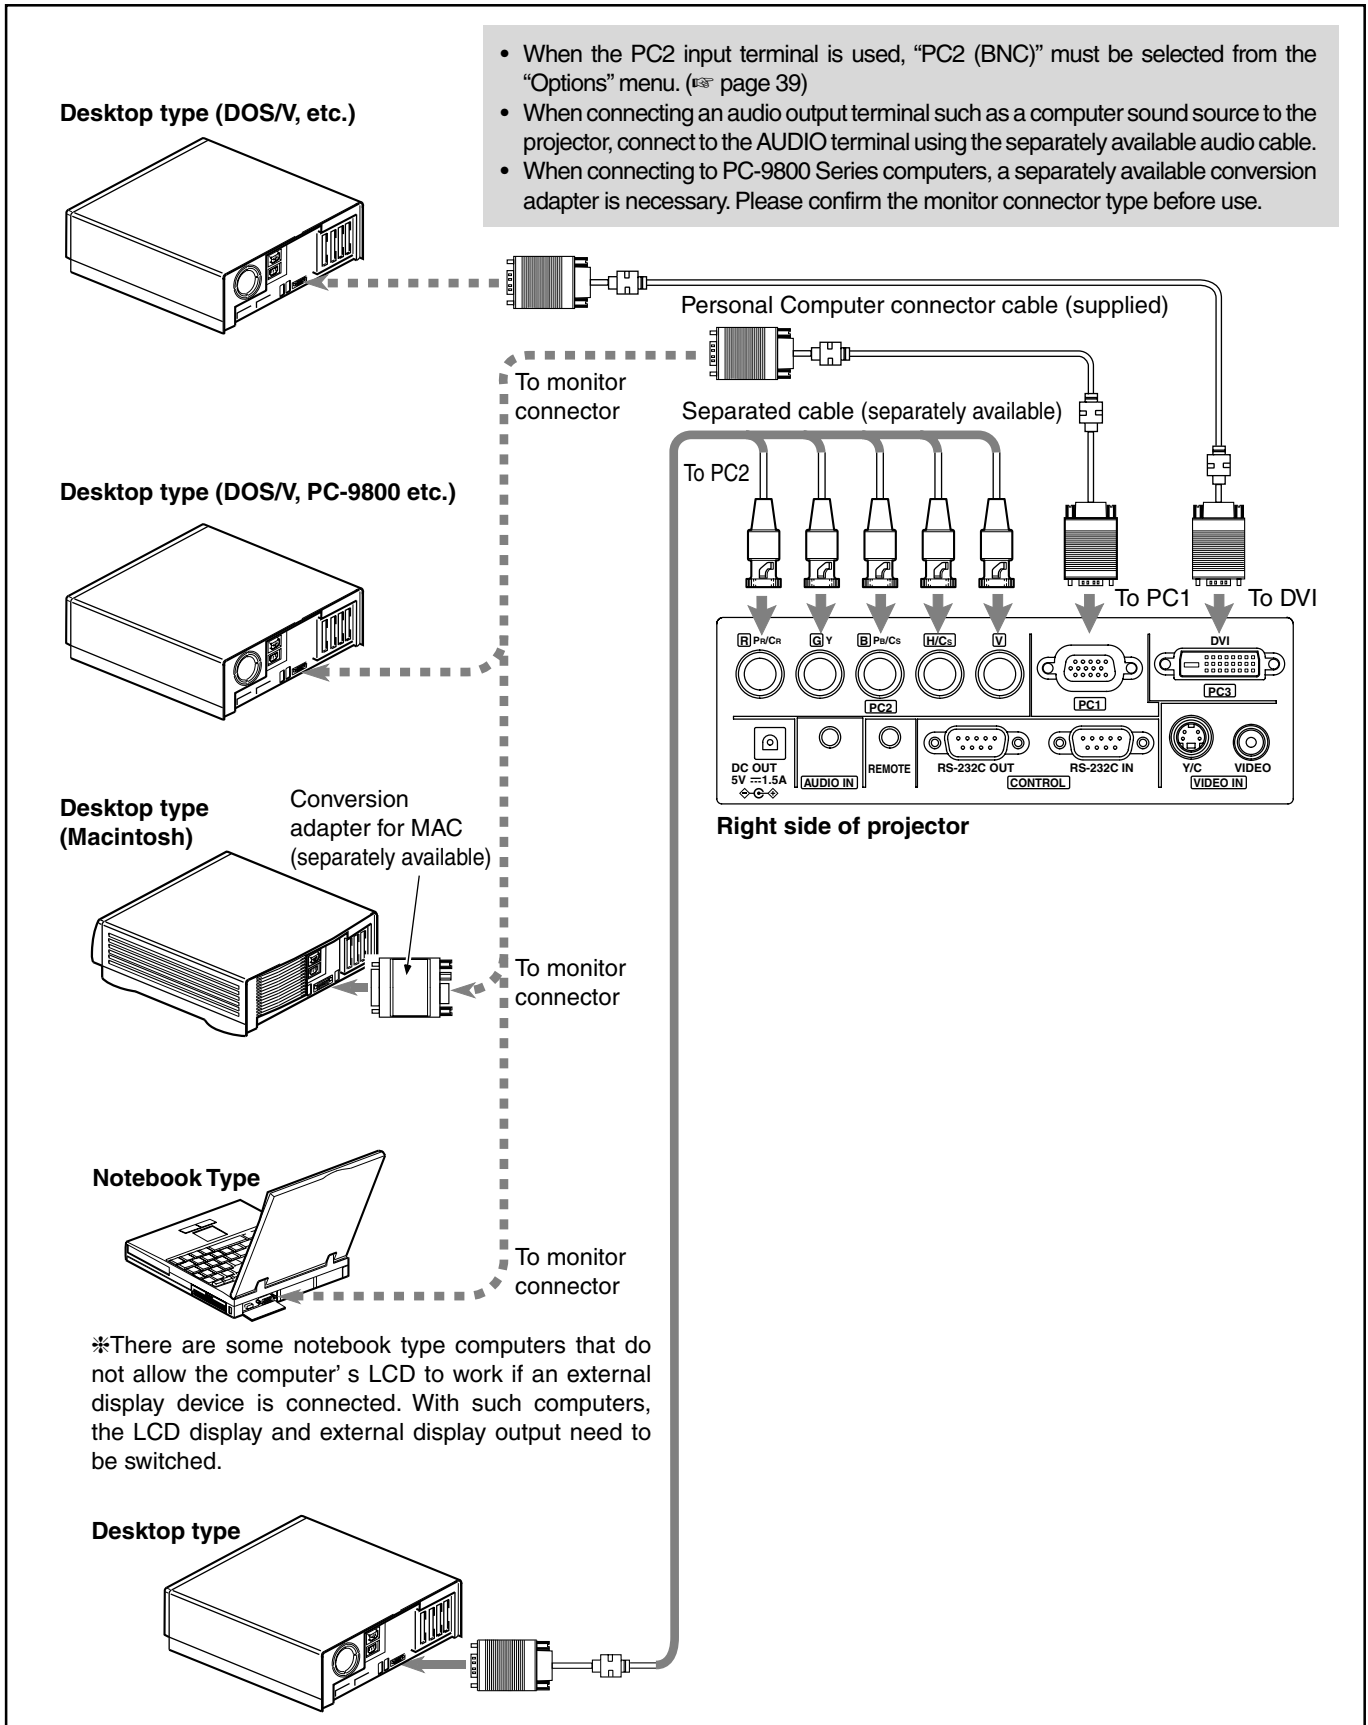 • When the PC2 input terminal is used, “PC2 (BNC)” must be selected from the
“Options” menu. (☞ page 39)
• When connecting an audio output terminal such as a computer sound source to the
projector, connect to the AUDIO terminal using the separately available audio cable.
• When connecting to PC-9800 Series computers, a separately available conversion
adapter is necessary. Please confirm the monitor connector type before use.
Desktop type (DOS/V, etc.)
Personal Computer connector cable (supplied)
To monitor
connector
Separated cable (separately available)
To PC2
Desktop type (DOS/V, PC-9800 etc.)
To PC1
To DVI
R PR/CR
G Y
B PB/CS
H/CS
V
DVI
PC2
PC1
PC3
DC OUT
5V ⎓1.5A
AUDIO IN
REMOTE
RS-232C OUT
RS-232C IN
CONTROL
Y/C
VIDEO
VIDEO IN
Right side of projector
Desktop type
(Macintosh)
Conversion
adapter for MAC
(separately available)
To monitor
connector
Notebook Type
To monitor
connector
❇There are some notebook type computers that do
not allow the computer’ s LCD to work if an external
display device is connected. With such computers,
the LCD display and external display output need to
be switched.
Desktop type